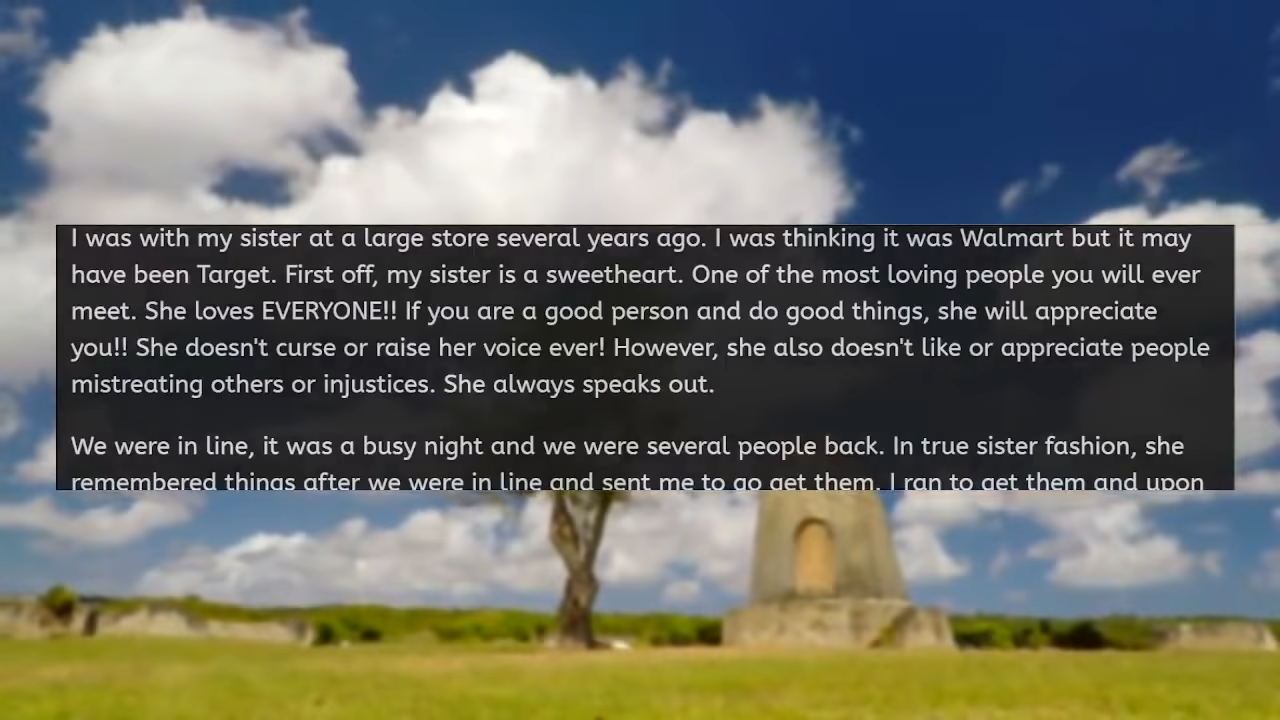 I was with my sister at a large store several years ago. I was thinking it was Walmart but it may
have been Target. First off, my sister is a sweetheart. One of the most loving people you will ever
meet. She loves EVERYONE!! If you are a good person and do good things, she will appreciate
you!! She doesn't curse or raise her voice ever! However, she also doesn't like or appreciate people
mistreating others or injustices. She always speaks out.
We were in line, it was a busy night and we were several people back. In true sister fashion, she
remembered things after we were in line and sent me to go get them. I ran to get them and upon